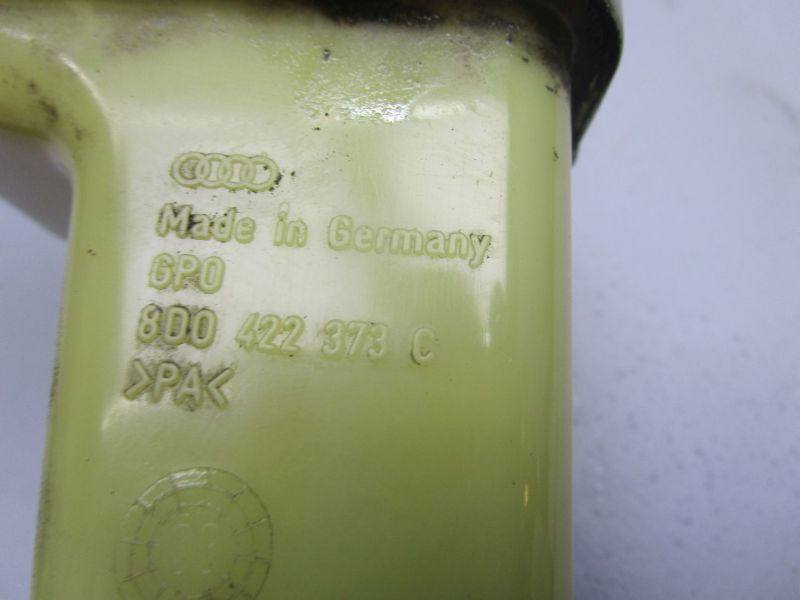 Made in Germany
GPO
8D0 422 373 C
>PA<